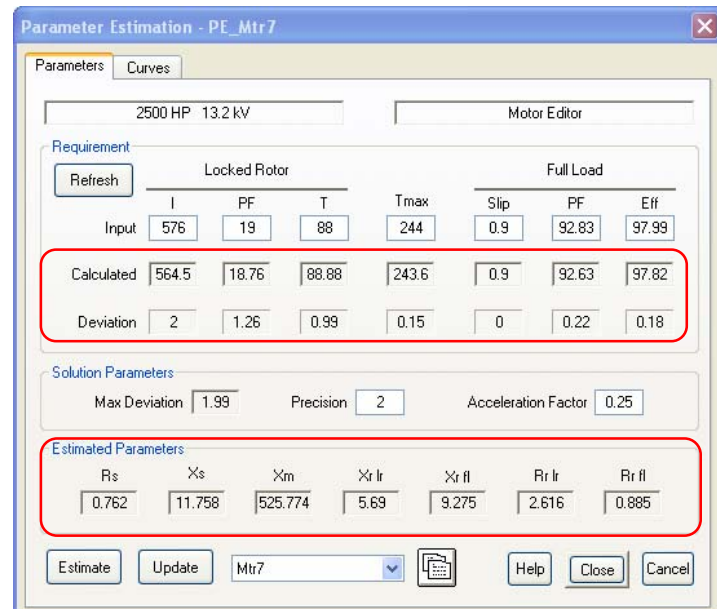 Parameter Estimation - PE_Mtr7
Parameters Curves
2500 HP 13.2 kV Motor Editor
Requirement
Refresh Locked Rotor Full Load
I PF T Tmax Slip PF Eff
Input 576 19 88 244 0.9 92.83 97.99
Calculated 564.5 18.76 88.88 243.6 0.9 92.63 97.82
Deviation 2 1.26 0.99 0.15 0 0.22 0.18
Solution Parameters
Max Deviation 1.99 Precision 2 Acceleration Factor 0.25
Estimated Parameters
Rs Xs Xm Xr lr Xr fl Rr lr Rr fl
0.762 11.758 525.774 5.69 9.275 2.616 0.885
Estimate Update Mtr7 Help Close Cancel